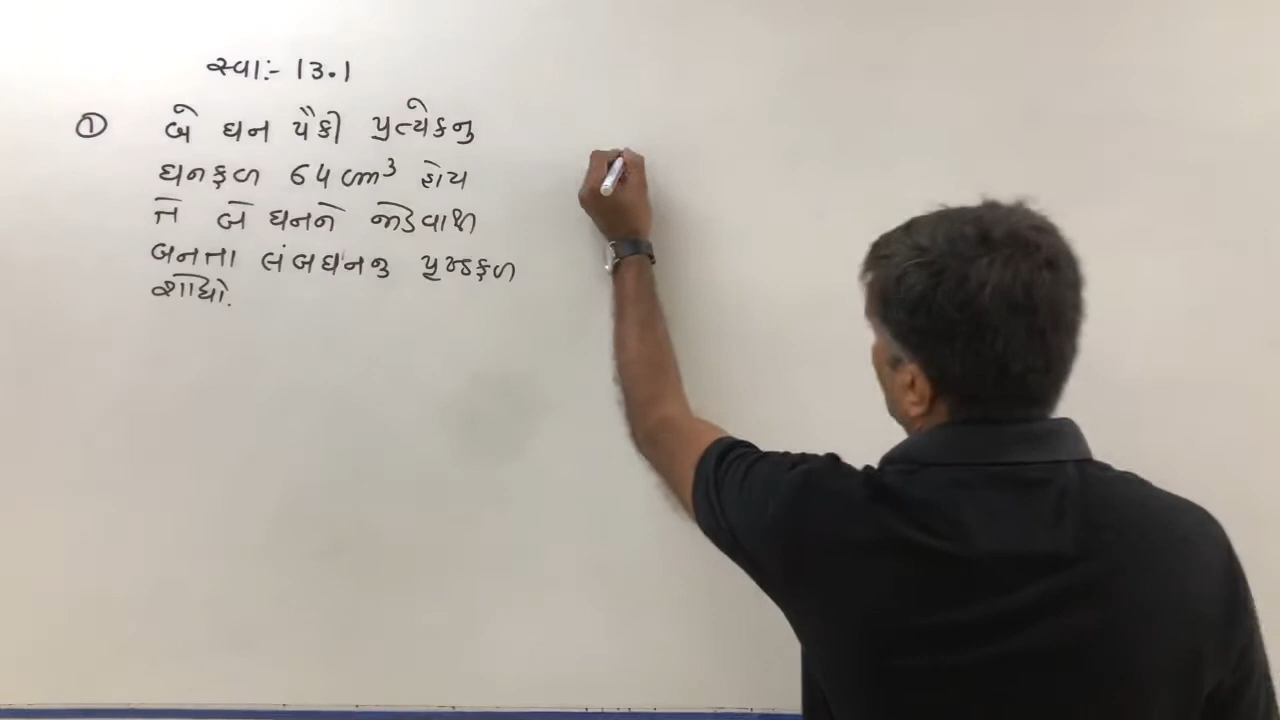 સ્વા:- 13.1
① બે ઘન પૈકી પ્રત્યેકનુ
ઘનફળ 64 cm³ હોય
તે બે ઘનને જોડવાથી
બનતા લંબઘનનુ પૃષ્ઠફળ
શોધો.